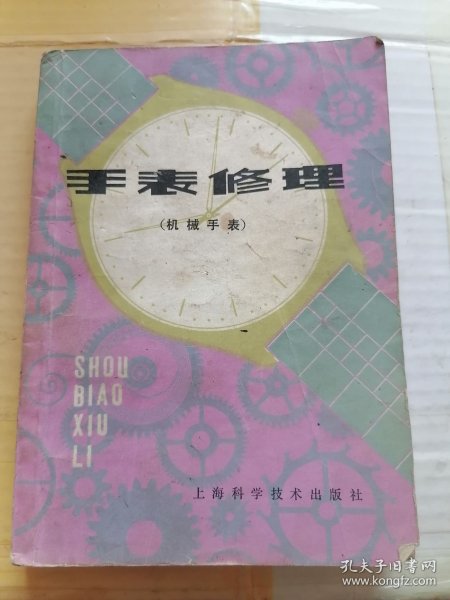 手表修理
(机械手表)
SHOU
BIAO
XIU
LI
上海科学技术出版社
孔夫子旧书网
www.kongfz.com